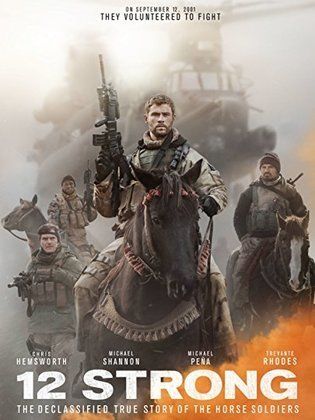 ON SEPTEMBER 12, 2001
THEY VOLUNTEERED TO FIGHT
CHRIS HEMSWORTH
MICHAEL SHANNON
MICHAEL PEÑA
TREVANTE RHODES
12 STRONG
THE DECLASSIFIED TRUE STORY OF THE HORSE SOLDIERS